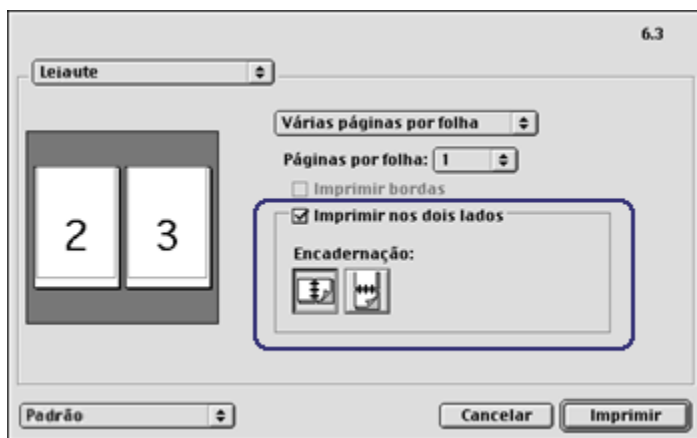 6.3
Leiaute
Várias páginas por folha
Páginas por folha: 1
Imprimir bordas
Imprimir nos dois lados
2 3
Encadernação:
Padrão Cancelar Imprimir